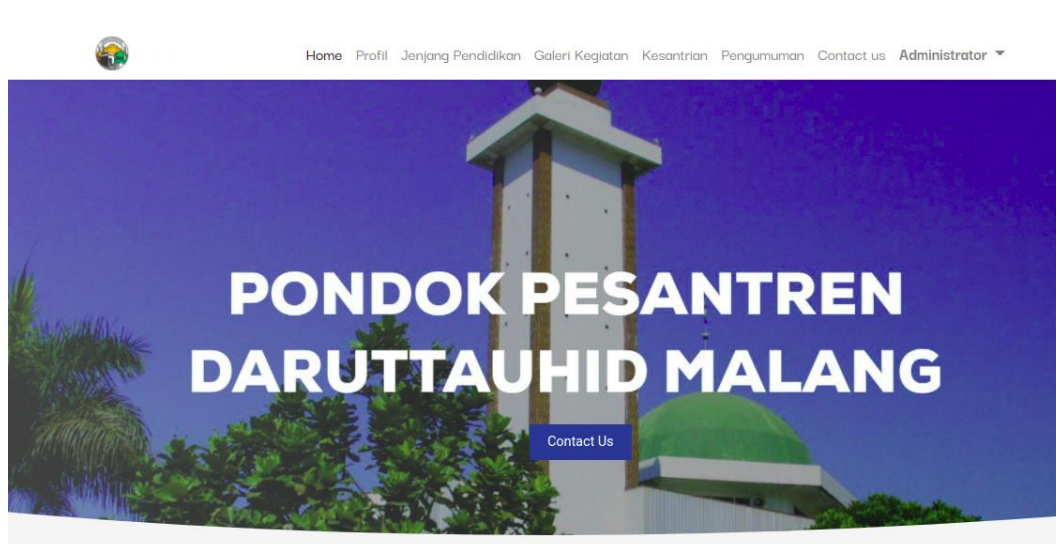 Home Profil Jenjang Pendidikan Galeri Kegiatan Kesantrian Pengumuman Contact us Administrator
PONDOK PESANTREN
DARUTTAUHID MALANG
Contact Us